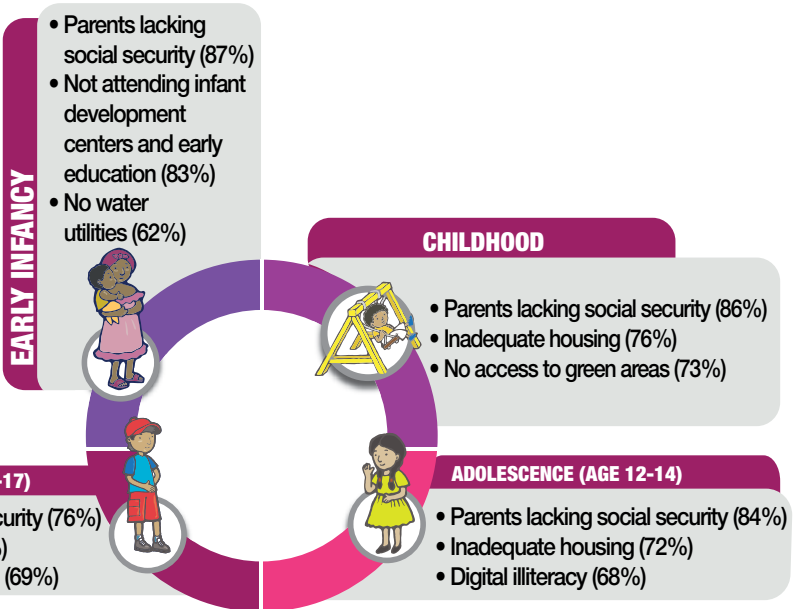 EARLY INFANCY
• Parents lacking
social security (87%)
• Not attending infant
development
centers and early
education (83%)
• No water
utilities (62%)
CHILDHOOD
• Parents lacking social security (86%)
• Inadequate housing (76%)
• No access to green areas (73%)
-17)
curity (76%)
)
(69%)
ADOLESCENCE (AGE 12-14)
• Parents lacking social security (84%)
• Inadequate housing (72%)
• Digital illiteracy (68%)